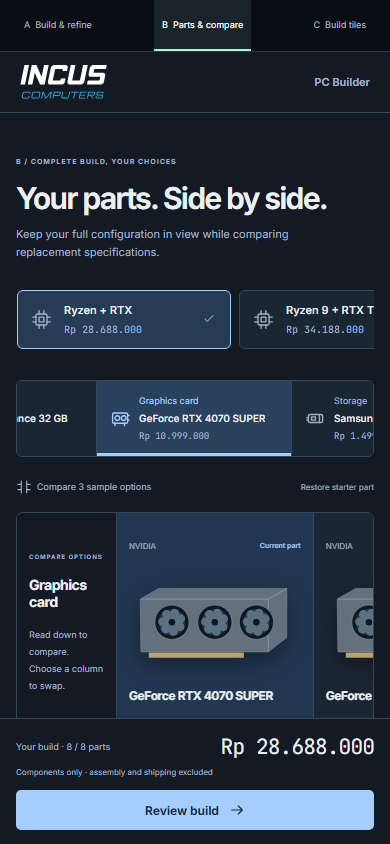 A Build & refine
B Parts & compare
C Build tiles
INCUS
COMPUTERS
PC Builder
B / COMPLETE BUILD, YOUR CHOICES
Your parts. Side by side.
Keep your full configuration in view while comparing
replacement specifications.
Ryzen + RTX
Rp 28.688.000
Ryzen 9 + RTX T
Rp 34.188.000
nce 32 GB
Graphics card
GeForce RTX 4070 SUPER
Rp 10.999.000
Storage
Samsun
Rp 1.49
Compare 3 sample options
Restore starter part
COMPARE OPTIONS
Graphics
card
Read down to
compare.
Choose a column
to swap.
NVIDIA
Current part
GeForce RTX 4070 SUPER
NVIDIA
GeForce
Your build · 8 / 8 parts
Rp 28.688.000
Components only · assembly and shipping excluded
Review build →